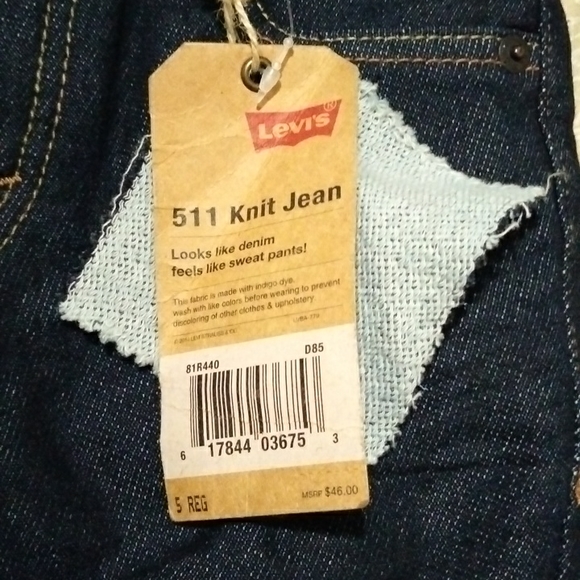 Levi's®
511 Knit Jean
Looks like denim
feels like sweat pants!
This fabric is made with indigo dye.
wash with like colors before wearing to prevent
discoloring of other clothes & upholstery
81R440 D85
6 17844 03675 3
5 REG MSRP $46.00